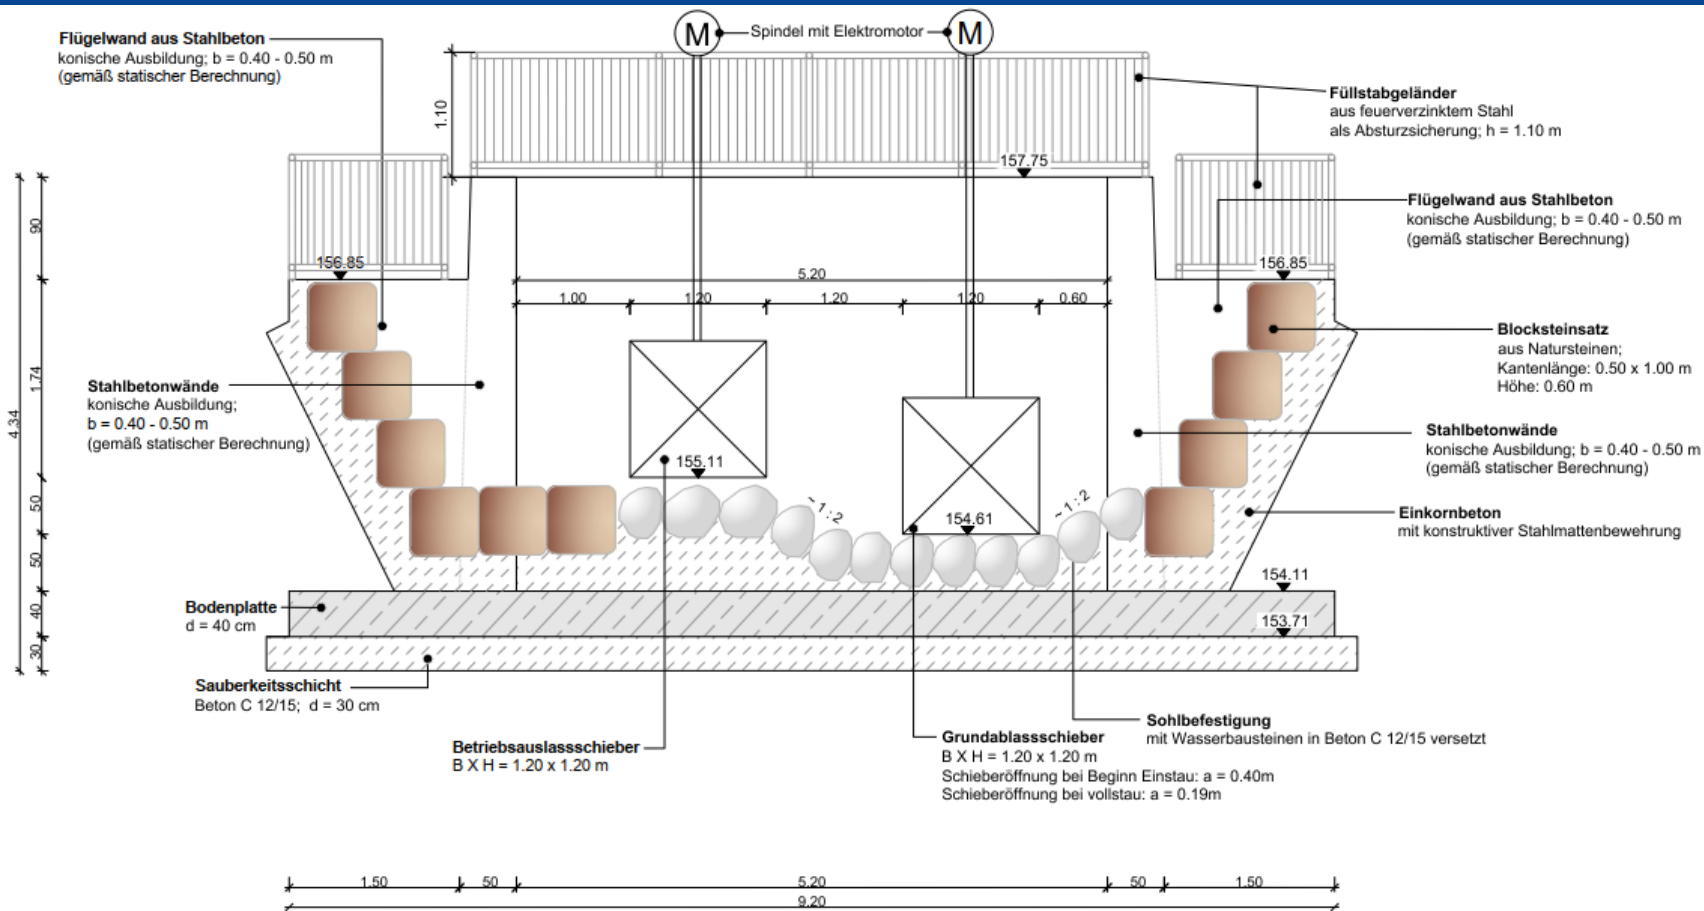 M
Spindel mit Elektromotor
M
Flügelwand aus Stahlbeton
konische Ausbildung; b = 0.40 - 0.50 m
(gemäß statischer Berechnung)
1.10
Füllstabgeländer
aus feuerverzinktem Stahl
als Absturzsicherung; h = 1.10 m
157.75
Flügelwand aus Stahlbeton
konische Ausbildung; b = 0.40 - 0.50 m
(gemäß statischer Berechnung)
90
156.85
156.85
5.20
1.00
1.20
1.20
1.20
0.60
Blocksteinsatz
aus Natursteinen;
Kantenlänge: 0.50 x 1.00 m
Höhe: 0.60 m
1.74
4.34
Stahlbetonwände
konische Ausbildung;
b = 0.40 - 0.50 m
(gemäß statischer Berechnung)
Stahlbetonwände
konische Ausbildung; b = 0.40 - 0.50 m
(gemäß statischer Berechnung)
155.11
50
~1:2
~1:2
154.61
Einkornbeton
mit konstruktiver Stahlmattenbewehrung
50
154.11
Bodenplatte
d = 40 cm
40
153.71
30
Sauberkeitsschicht
Beton C 12/15; d = 30 cm
Betriebsauslassschieber
B X H = 1.20 x 1.20 m
Grundablassschieber
B X H = 1.20 x 1.20 m
Schieberöffnung bei Beginn Einstau: a = 0.40m
Schieberöffnung bei vollstau: a = 0.19m
Sohlbefestigung
mit Wasserbausteinen in Beton C 12/15 versetzt
1.50
50
5.20
50
1.50
9.20